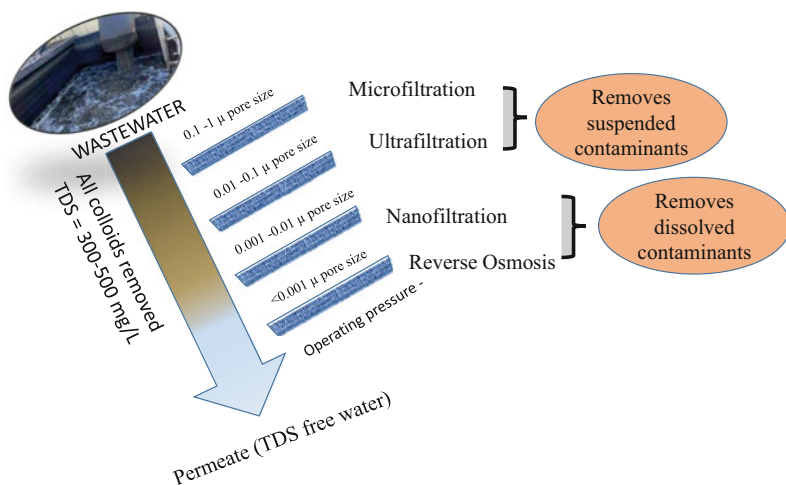 WASTEWATER
All colloids removed
TDS = 300-500 mg/L
0.1 -1 µ pore size
0.01 -0.1 µ pore size
0.001 -0.01 µ pore size
<0.001 µ pore size
Operating pressure -
Permeate (TDS free water)
Microfiltration
Ultrafiltration
Nanofiltration
Reverse Osmosis
Removes
suspended
contaminants
Removes
dissolved
contaminants